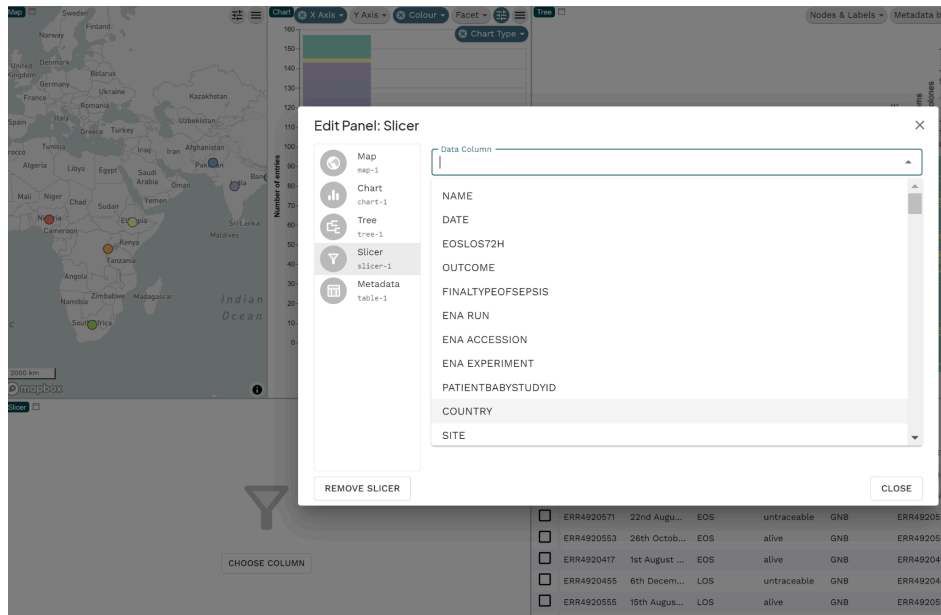 Map
Chart
X Axis
Y Axis
Colour
Facet
Tree
Nodes & Labels
Metadata b
Chart Type
Sweden
Finland
Norway
United Kingdom
Denmark
Belarus
Germany
Ukraine
Kazakhstan
France
Romania
Uzbekistan
Spain
Italy
Greece
Turkey
Tunisia
Iraq
Iran
Afghanistan
Algeria
Libya
Egypt
Saudi Arabia
Oman
Mali
Niger
Chad
Sudan
Yemen
Sri Lanka
Maldives
Cameroon
Kenya
Tanzania
Angola
Namibia
Zimbabwe
Madagascar
Indian Ocean
2000 km
mapbox
160
150
140
130
120
110
100
90
80
70
60
50
40
30
20
10
0
Number of entries
Edit Panel: Slicer
Map
map-1
Chart
chart-1
Tree
tree-1
Slicer
slicer-1
Metadata
table-1
Data Column
NAME
DATE
EOSLOS72H
OUTCOME
FINALTYPEOFSEPSIS
ENA RUN
ENA ACCESSION
ENA EXPERIMENT
PATIENTBABYSTUDYID
COUNTRY
SITE
REMOVE SLICER
CLOSE
Slicer
CHOOSE COLUMN
ERR4920571 22nd Augu... EOS untraceable GNB ERR492057
ERR4920553 26th Octob... EOS alive GNB ERR492055
ERR4920417 1st August ... EOS alive GNB ERR49204
ERR4920455 6th Decem... LOS untraceable GNB ERR49204
ERR4920555 15th Augus... LOS alive GNB ERR49205